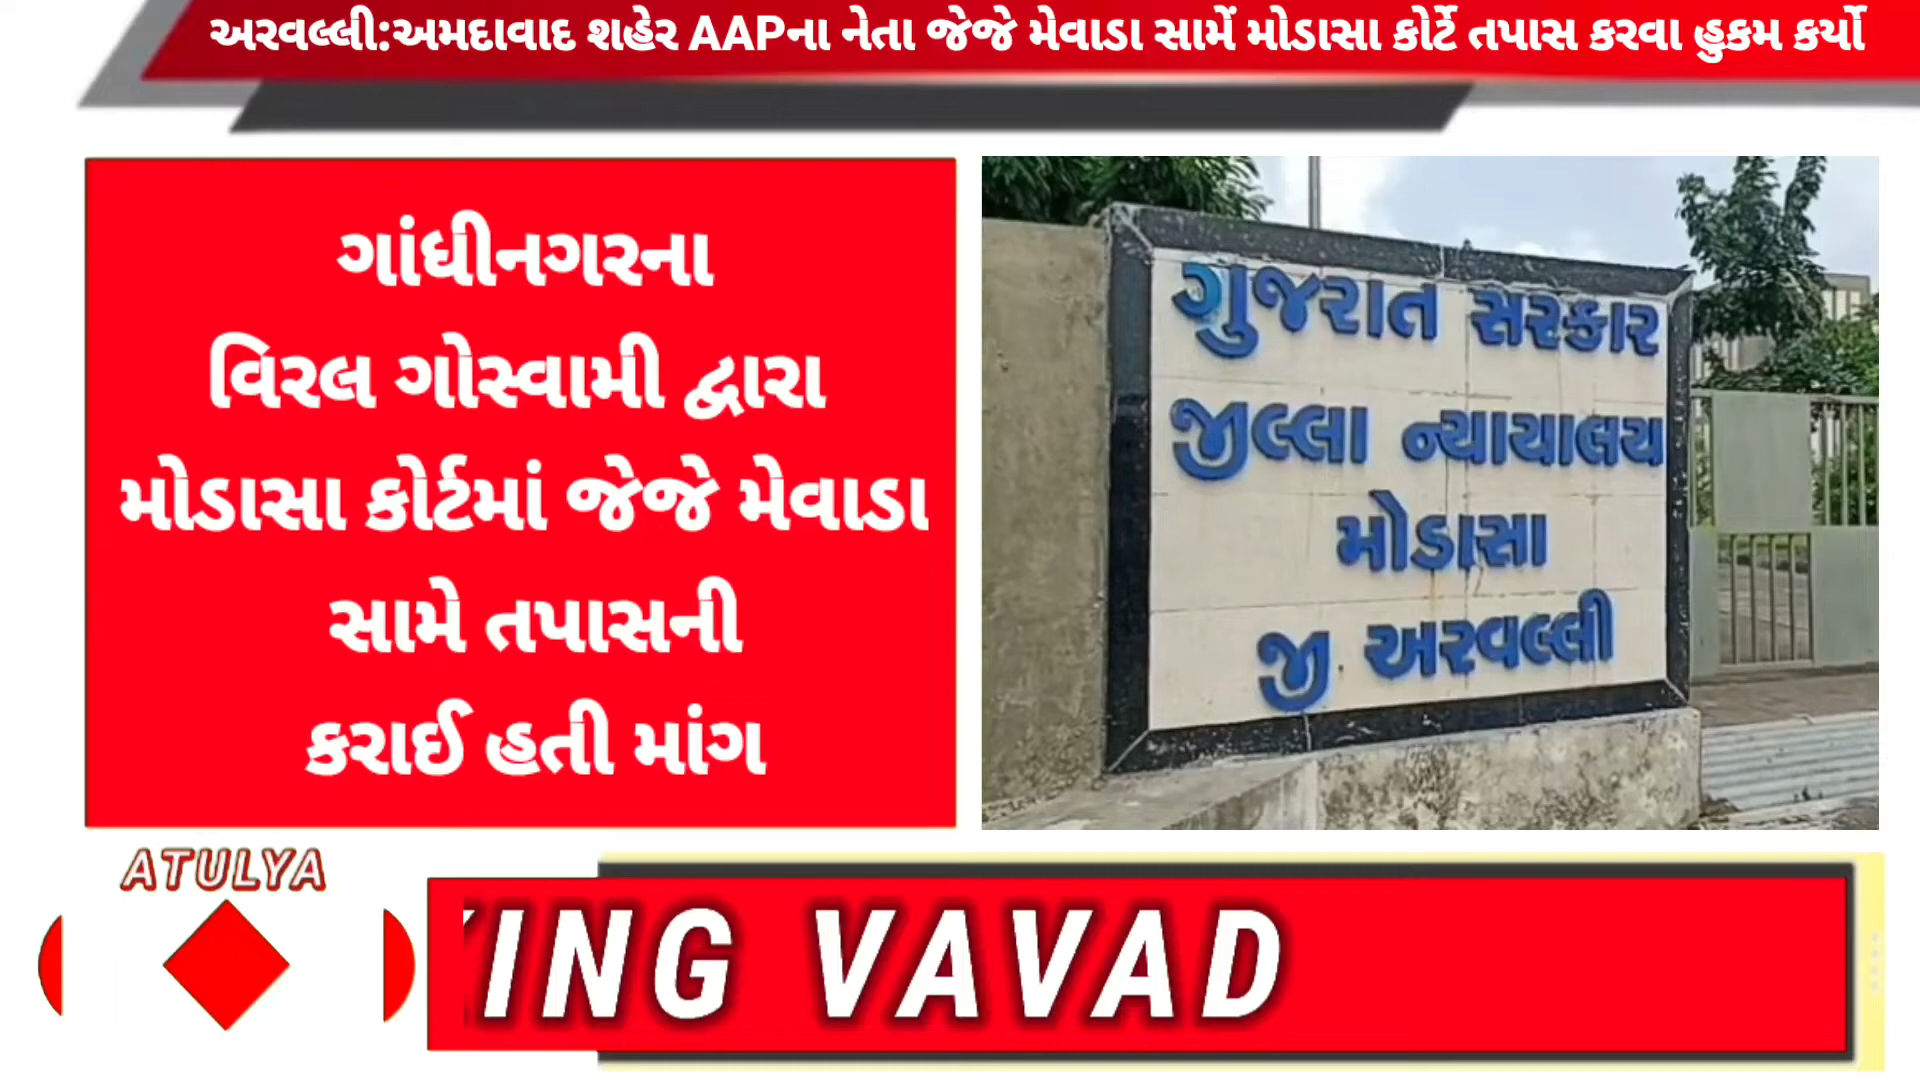 અરવલ્લી:અમદાવાદ શહેર AAPના નેતા જેજે મેવાડા સામેં મોડાસા કોર્ટે તપાસ કરવા હુકમ કર્યો
ગાંધીનગરના
વિરલ ગોસ્વામી દ્વારા
મોડાસા કોર્ટમાં જેજે મેવાડા
સામે તપાસની
કરાઈ હતી માંગ
ગુજરાત સરકાર
જીલ્લા ન્યાયાલય
મોડાસા
જી. અરવલ્લી
ATULYA
KING VAVAD